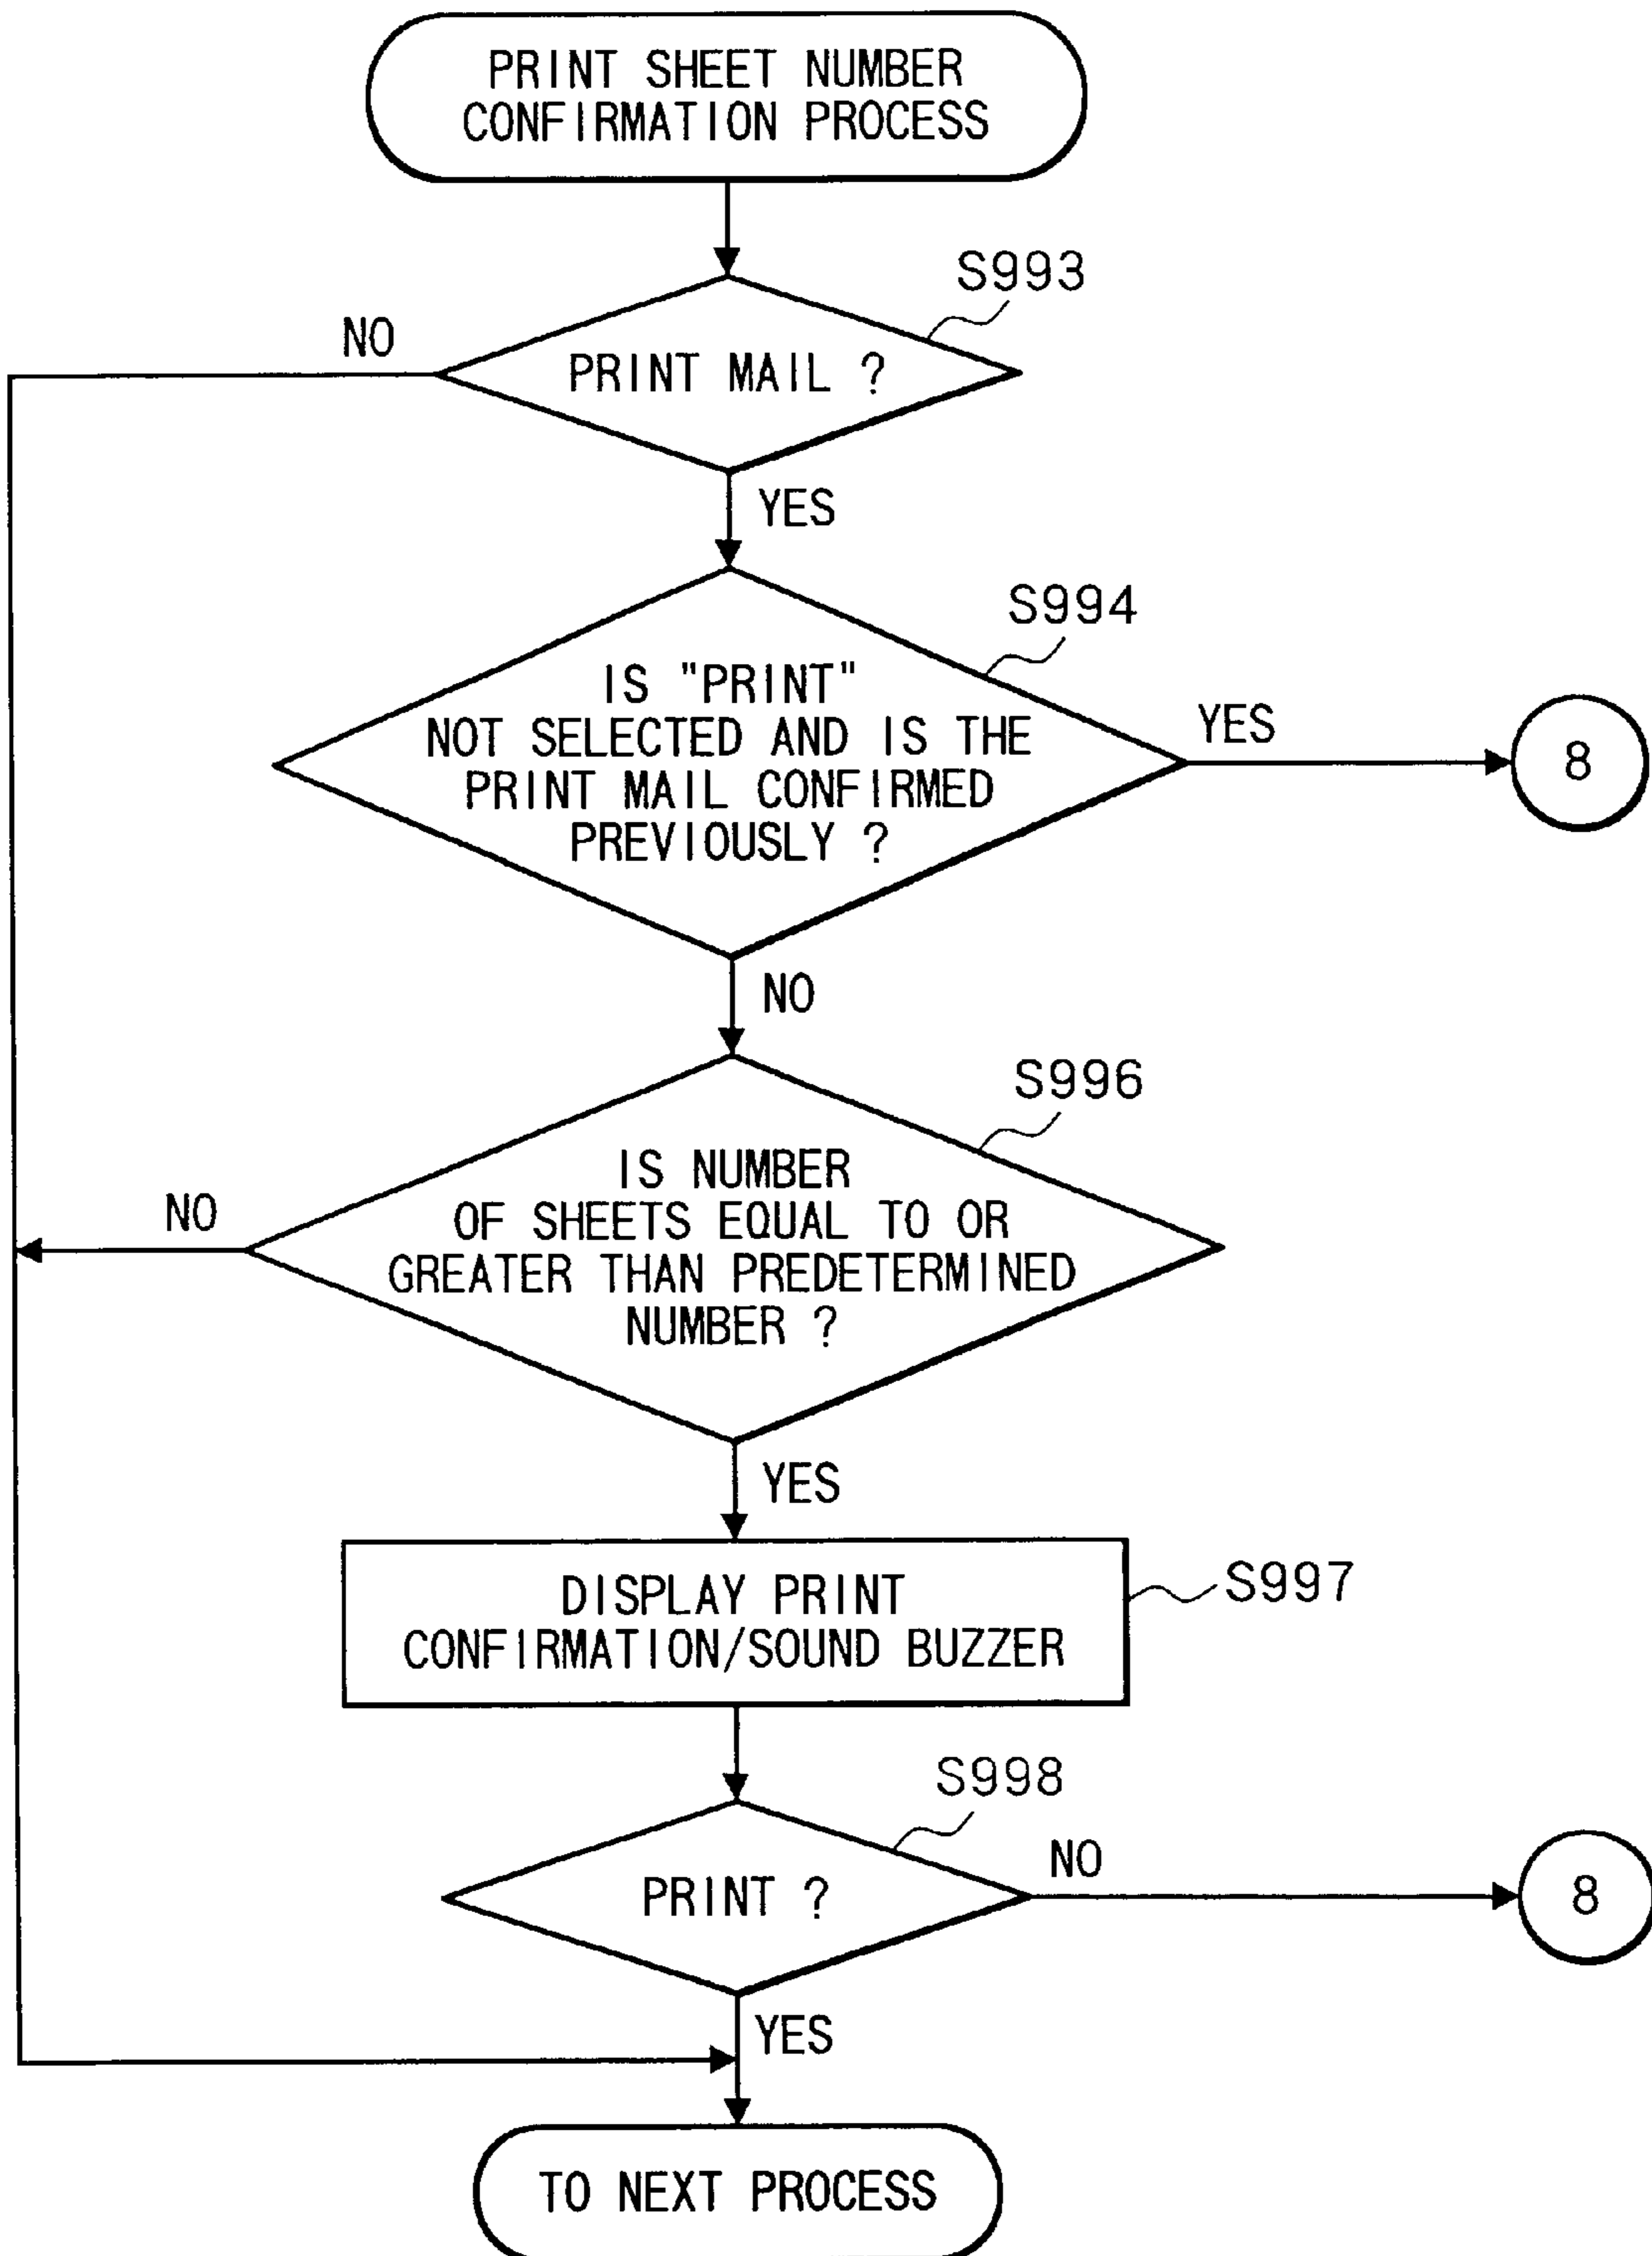 PRINT SHEET NUMBER
CONFIRMATION PROCESS
S993
NO
PRINT MAIL ?
YES
S994
IS "PRINT"
NOT SELECTED AND IS THE
PRINT MAIL CONFIRMED
PREVIOUSLY ?
YES
8
NO
S996
IS NUMBER
OF SHEETS EQUAL TO OR
GREATER THAN PREDETERMINED
NUMBER ?
NO
YES
DISPLAY PRINT
CONFIRMATION/SOUND BUZZER
S997
S998
PRINT ?
NO
8
YES
TO NEXT PROCESS